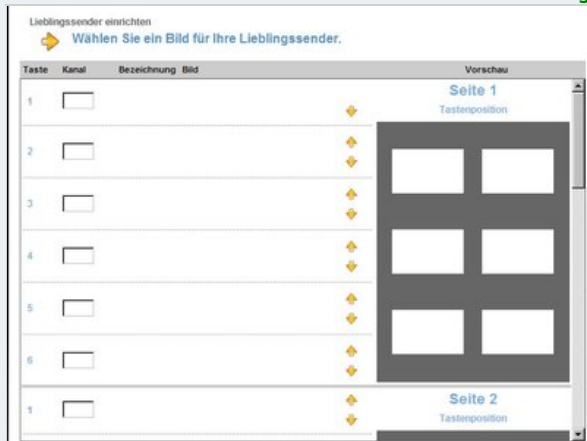 Lieblingssender einrichten
Wählen Sie ein Bild für Ihre Lieblingssender.
Taste Kanal Bezeichnung Bild Vorschau
Seite 1
1 Tastenposition
2
3
4
5
6
Seite 2
1 Tastenposition